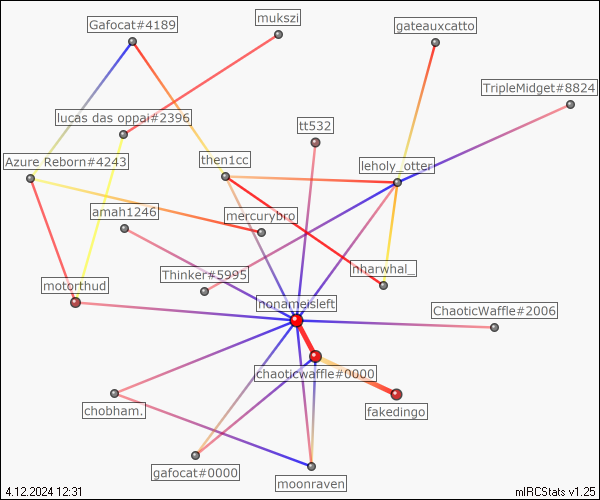 Gafocat#4189
mukszi
gateauxcatto
TripleMidget#8824
lucas das oppai#2396
tt532
Azure Reborn#4243
then1cc
leholy_otter
amah1246
mercurybro
Thinker#5995
nharwhal_
motorthud
nonameisleft
ChaoticWaffle#2006
chaoticwaffle#0000
chobham.
fakedingo
gafocat#0000
moonraven
4.12.2024 12:31
mIRCStats v1.25